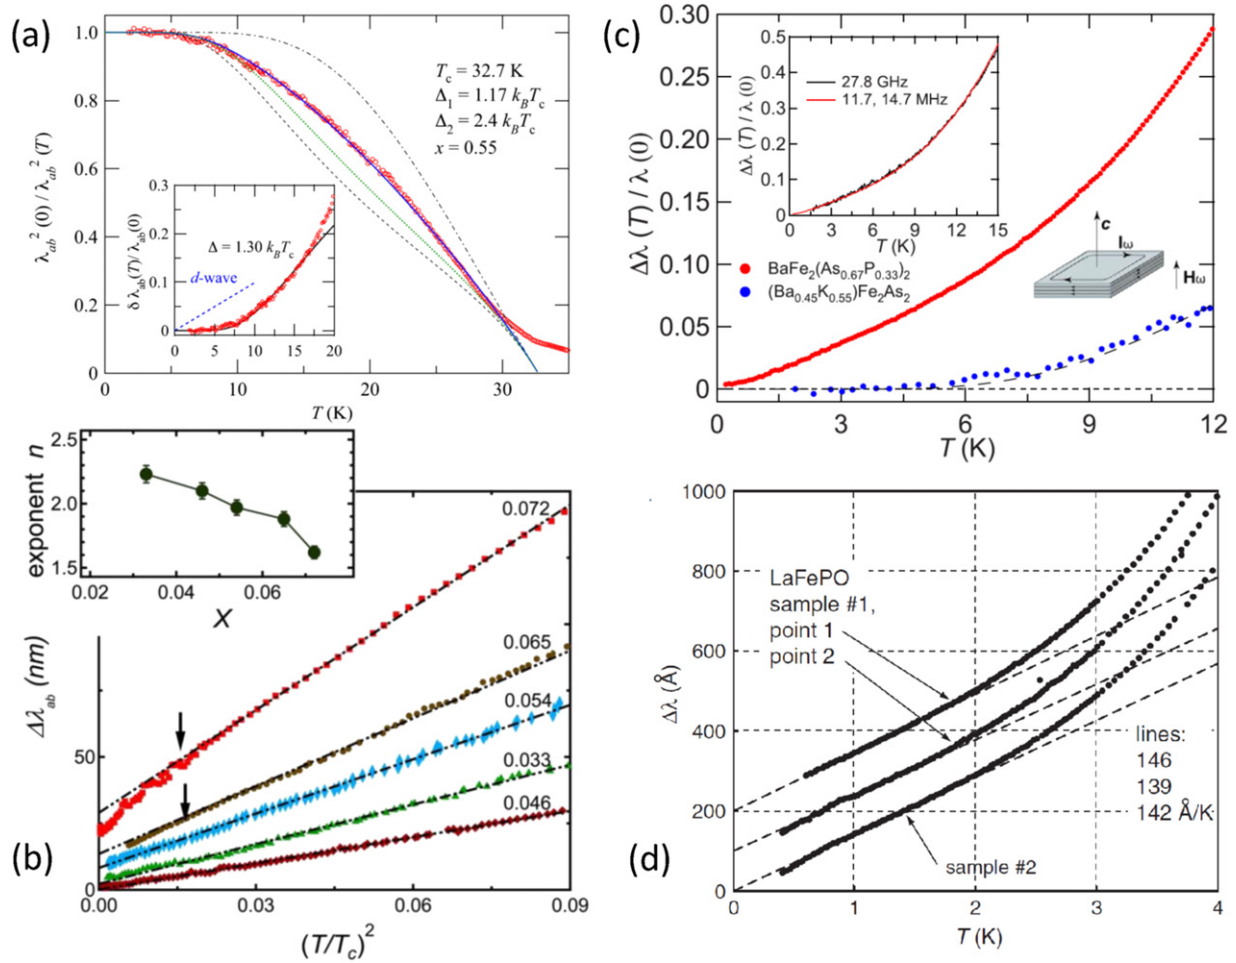 (a)
1.0
0.8
0.6
0.4
0.2
0
λab²(0) / λab²(T)
Tc = 32.7 K
Δ1 = 1.17 kBTc
Δ2 = 2.4 kBTc
x = 0.55
0.3
0.2
0.1
0
δ λab(T)/ λab(0)
Δ = 1.30 kBTc
d-wave
0 5 10 15 20
0 10 20 30
T (K)
(c)
0.30
0.25
0.20
0.15
0.10
0.05
0
Δλ (T) / λ (0)
0.5
0.4
0.3
0.2
0.1
0
Δλ (T) / λ (0)
27.8 GHz
11.7, 14.7 MHz
0 3 6 9 12 15
T (K)
c
Iω
Hω
BaFe2(As0.67P0.33)2
(Ba0.45K0.55)Fe2As2
0 3 6 9 12
T (K)
2.5
2.0
1.5
exponent n
0.02 0.04 0.06
X
0.072
0.065
0.054
0.033
0.046
50
0
Δλab (nm)
(b)
0.00 0.03 0.06 0.09
(T/Tc)²
1000
800
600
400
200
0
Δλ (Å)
LaFePO
sample #1,
point 1
point 2
lines:
146
139
142 Å/K
sample #2
(d)
0 1 2 3 4
T (K)